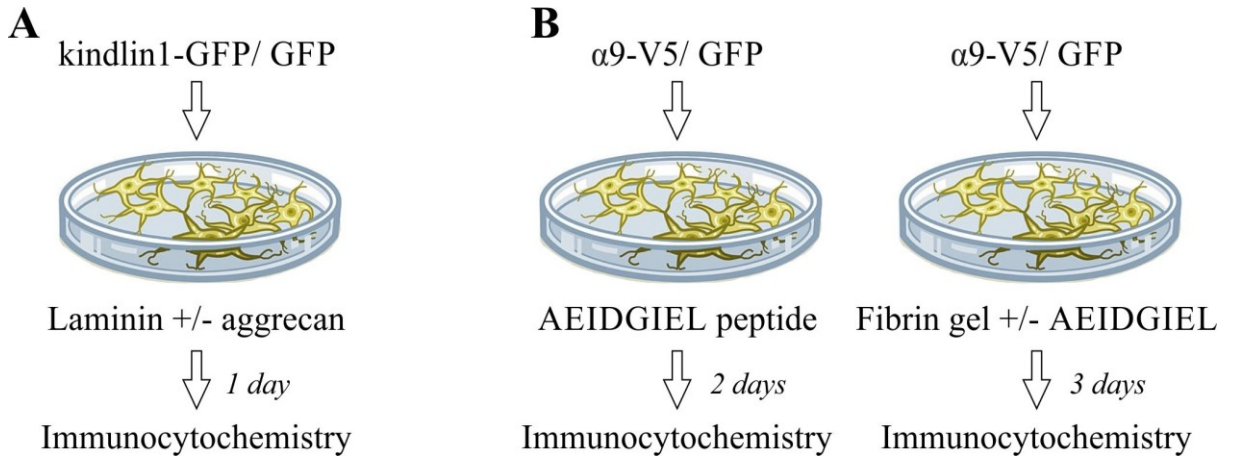 A
kindlin1-GFP/ GFP
Laminin +/- aggrecan
1 day
Immunocytochemistry
B
α9-V5/ GFP
AEIDGIEL peptide
2 days
Immunocytochemistry
α9-V5/ GFP
Fibrin gel +/- AEIDGIEL
3 days
Immunocytochemistry